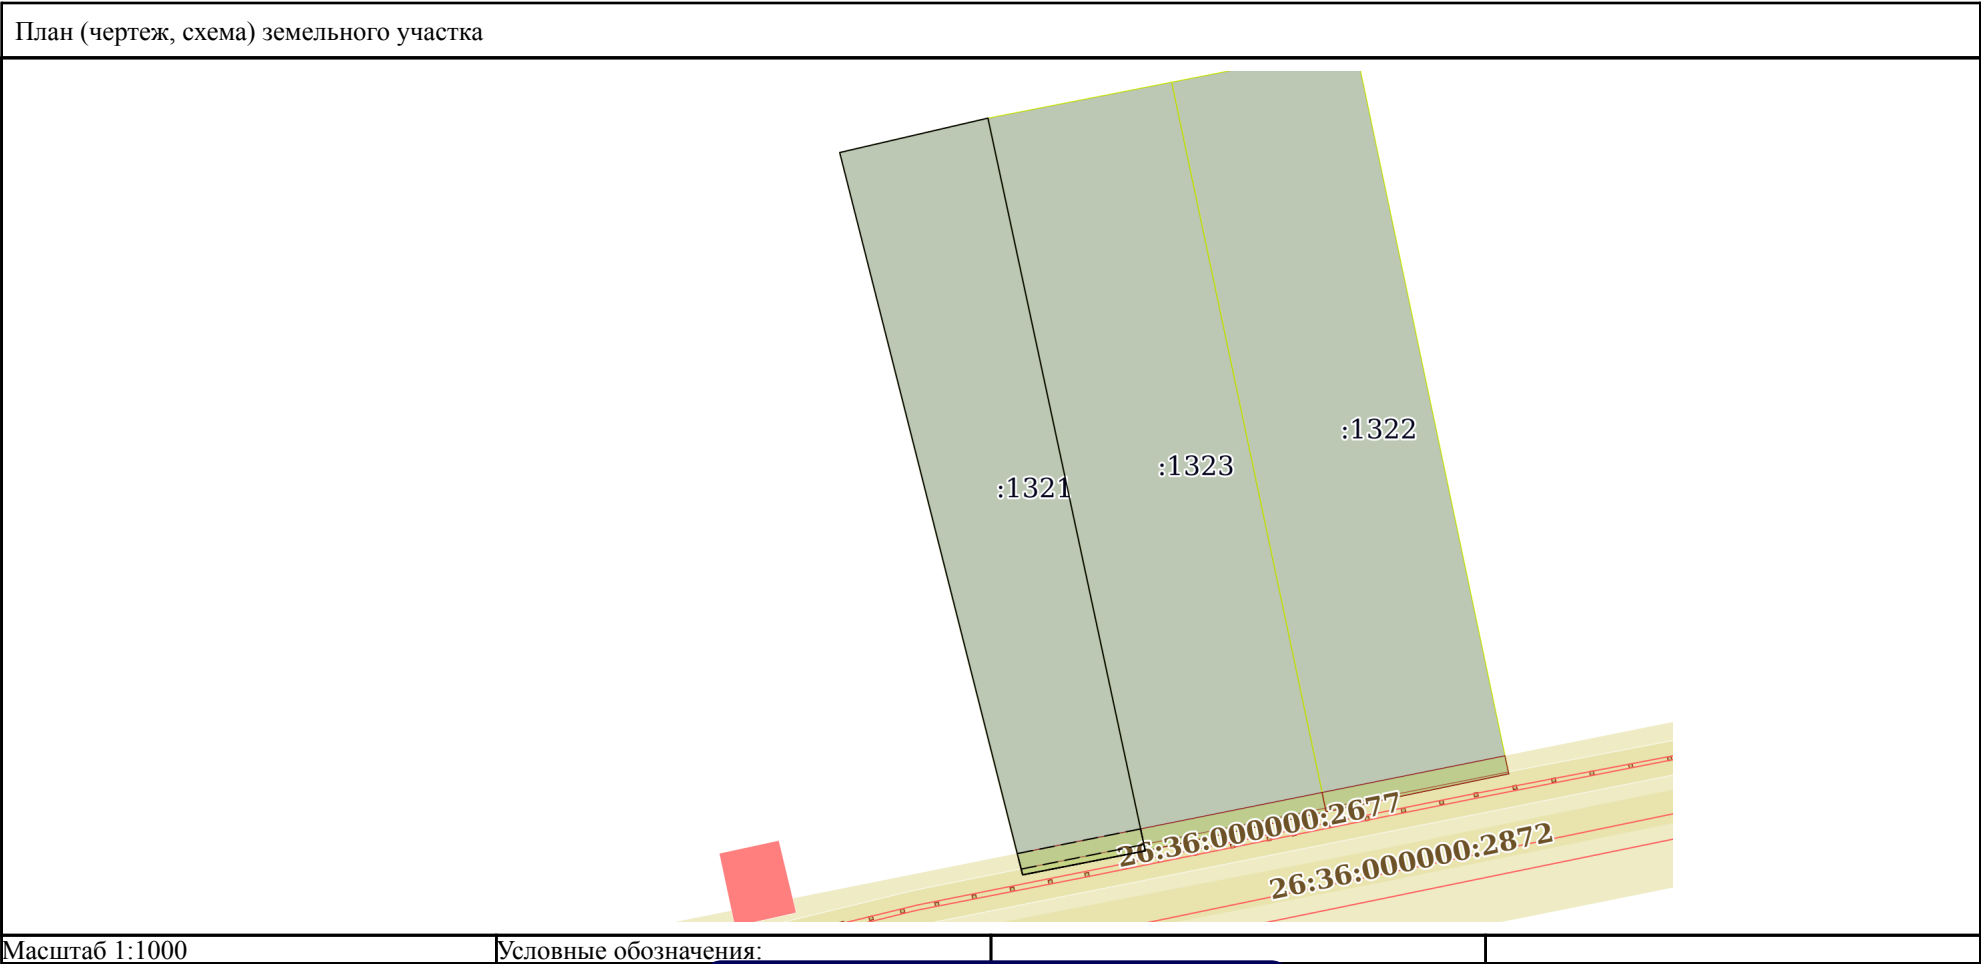 План (чертеж, схема) земельного участка
:1322
:1323
:1321
26:36:000000:2677
26:36:000000:2872
Масштаб 1:1000
Условные обозначения: